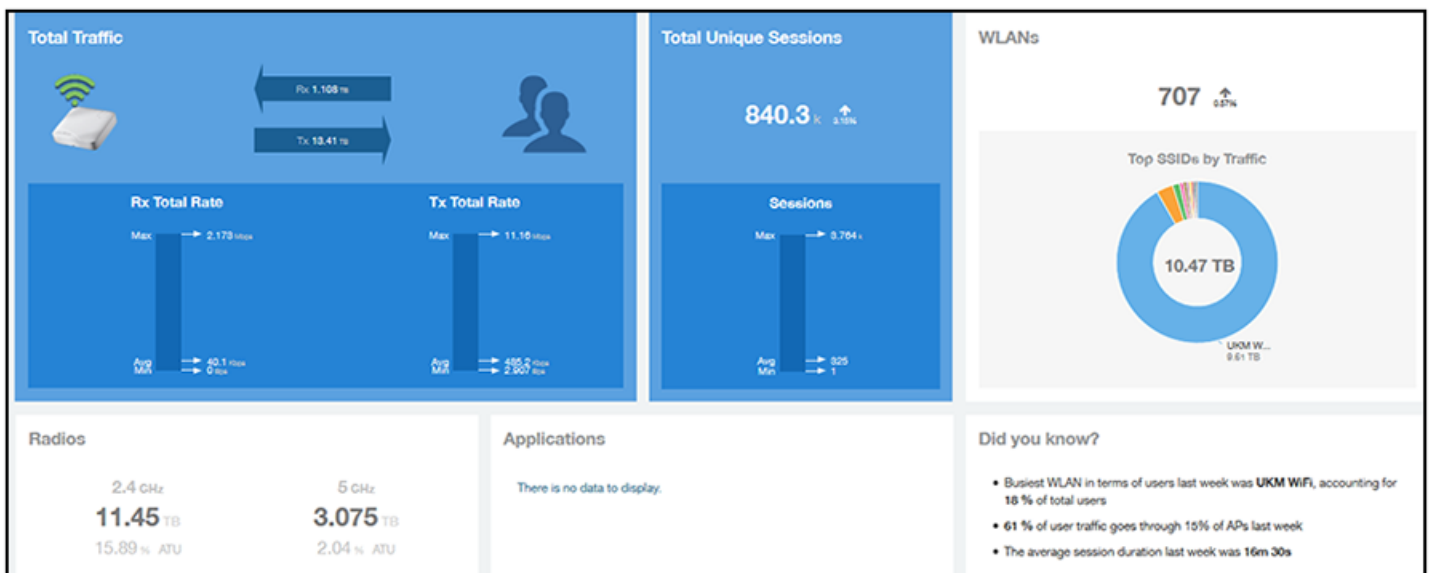 Total Traffic
Rx 1.108 TB
Tx 13.41 TB
Rx Total Rate
Max 2.173 Mbps
Avg 40.1 Kbps
Min 0 Bps
Tx Total Rate
Max 11.16 Mbps
Avg 485.2 Kbps
Min 2.907 Bps
Total Unique Sessions
840.3 k 3.15%
Sessions
Max 3.764 k
Avg 325
Min 1
WLANs
707 0.57%
Top SSIDs by Traffic
10.47 TB
UKM W...
9.61 TB
Radios
2.4 GHz
11.45 TB
15.89 % ATU
5 GHz
3.075 TB
2.04 % ATU
Applications
There is no data to display.
Did you know?
• Busiest WLAN in terms of users last week was UKM WiFi, accounting for
18 % of total users
• 61 % of user traffic goes through 15% of APs last week
• The average session duration last week was 16m 30s